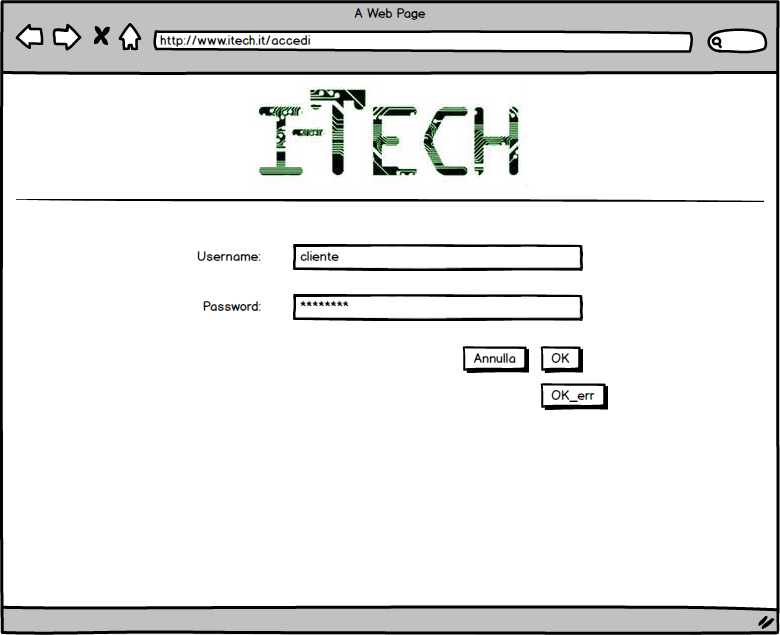 A Web Page
http://www.itech.it/accedi
ITECH
Username: cliente
Password: ********
Annulla OK
OK_err